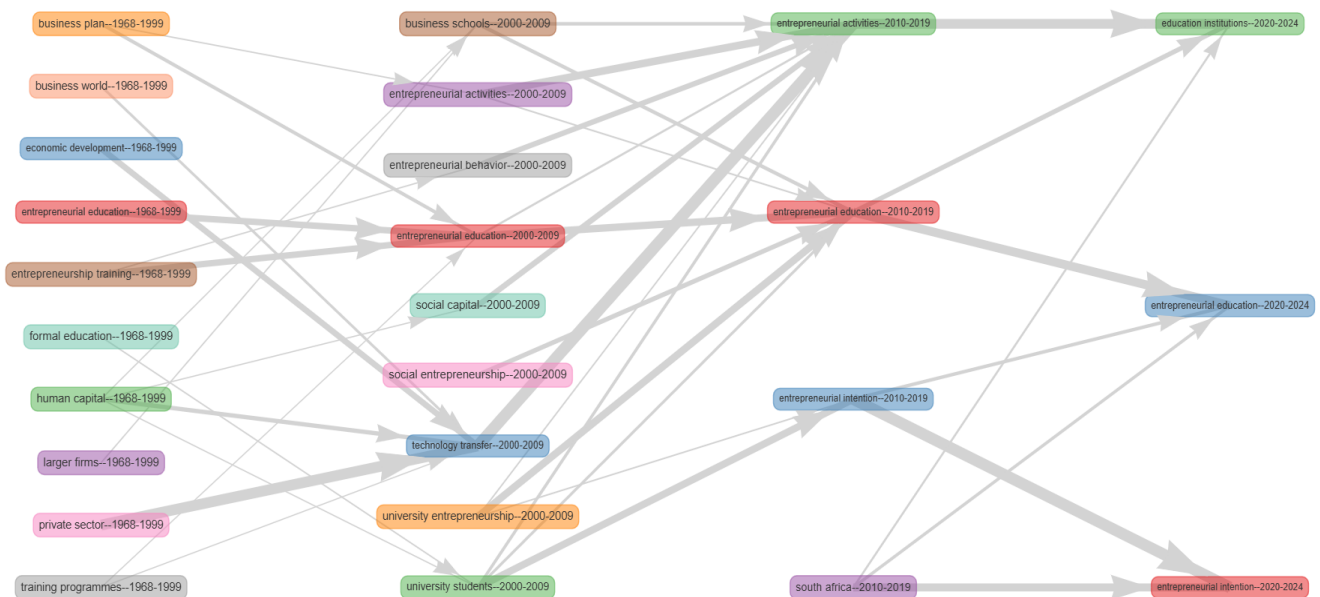 business plan--1968-1999
business world--1968-1999
economic development--1968-1999
entrepreneurial education--1968-1999
entrepreneurship training--1968-1999
formal education--1968-1999
human capital--1968-1999
larger firms--1968-1999
private sector--1968-1999
training programmes--1968-1999
business schools--2000-2009
entrepreneurial activities--2000-2009
entrepreneurial behavior--2000-2009
entrepreneurial education--2000-2009
social capital--2000-2009
social entrepreneurship--2000-2009
technology transfer--2000-2009
university entrepreneurship--2000-2009
university students--2000-2009
entrepreneurial activities--2010-2019
entrepreneurial education--2010-2019
entrepreneurial intention--2010-2019
south africa--2010-2019
education institutions--2020-2024
entrepreneurial education--2020-2024
entrepreneurial intention--2020-2024